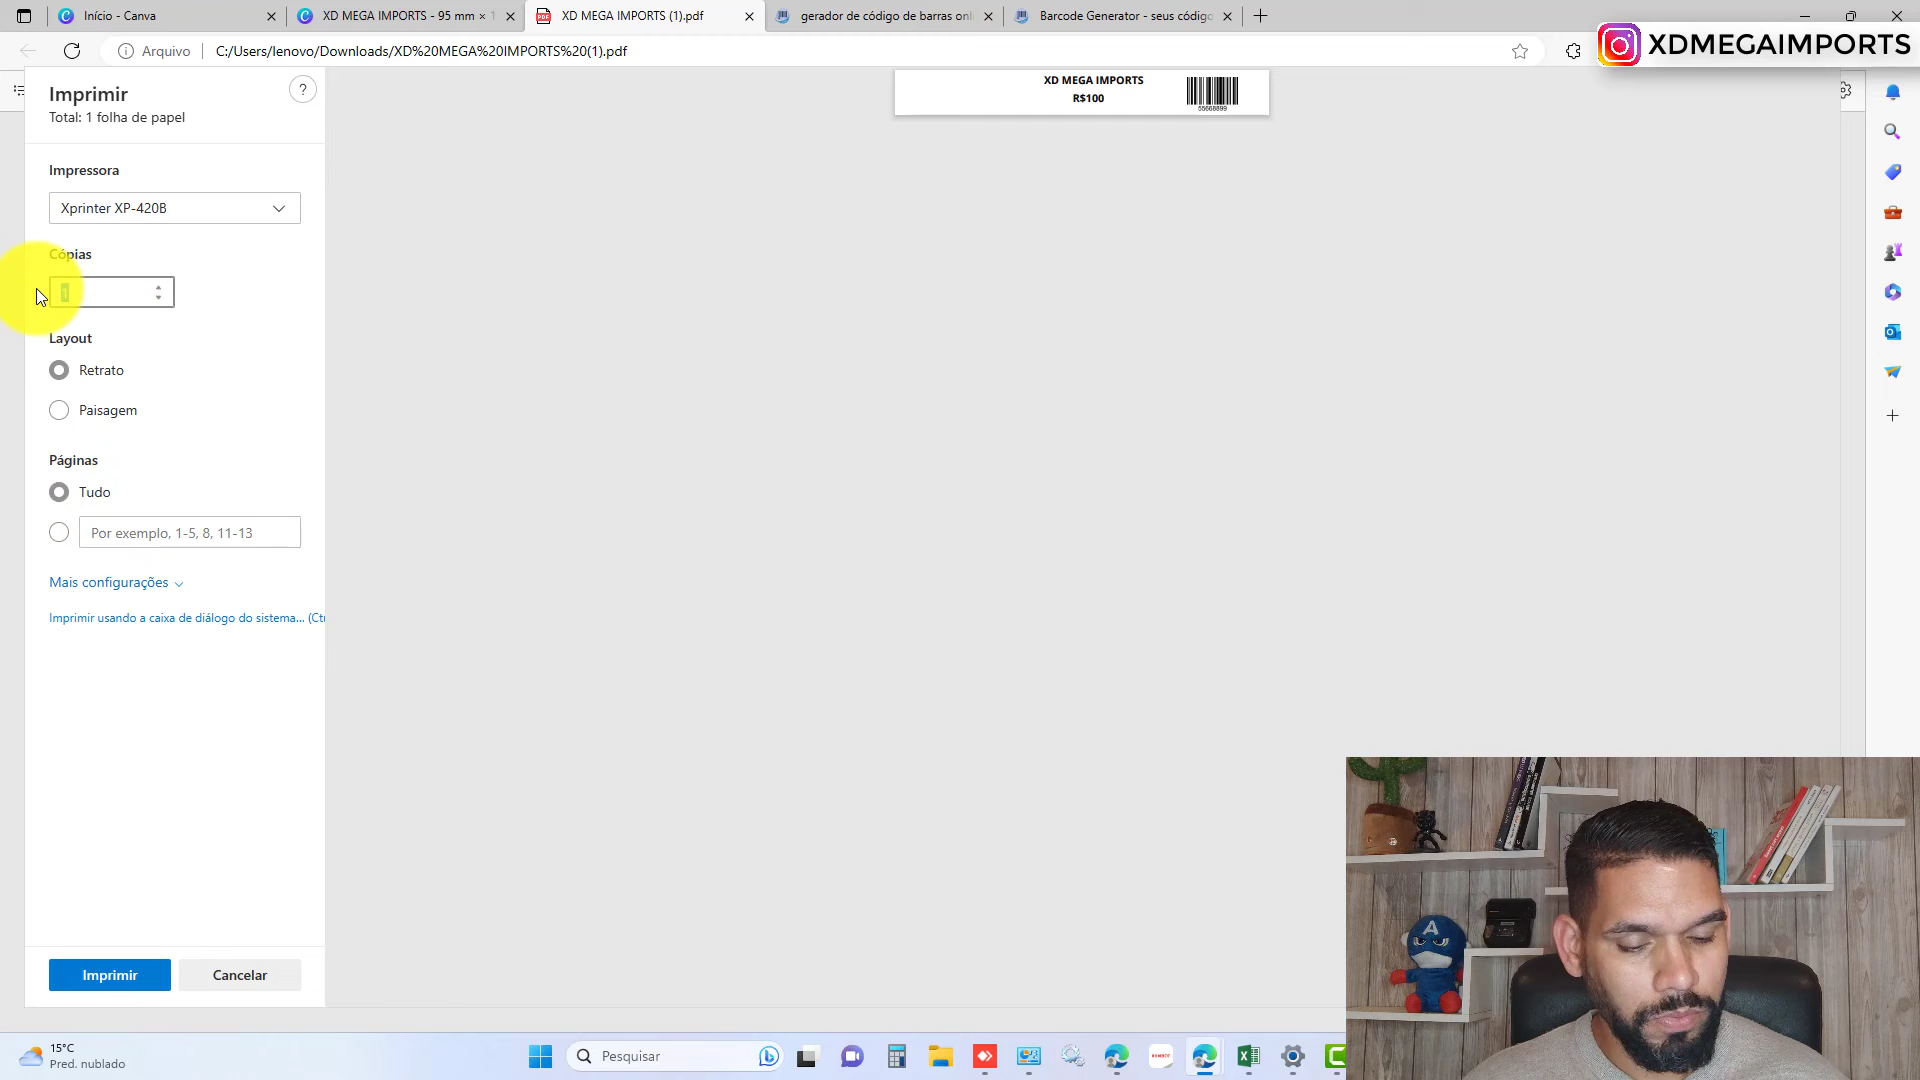 Início - Canva
XD MEGA IMPORTS - 95 mm ×
XD MEGA IMPORTS (1).pdf
gerador de código de barras onl
Barcode Generator - seus código
Arquivo
C:/Users/lenovo/Downloads/XD%20MEGA%20IMPORTS%20(1).pdf
XDMEGAIMPORTS
Imprimir
?
Total: 1 folha de papel
XD MEGA IMPORTS
R$100
55668899
Impressora
Xprinter XP-420B
Cópias
1
Layout
Retrato
Paisagem
Páginas
Tudo
Por exemplo, 1-5, 8, 11-13
Mais configurações
Imprimir usando a caixa de diálogo do sistema... (Ct
Imprimir
Cancelar
15°C
Pred. nublado
Pesquisar